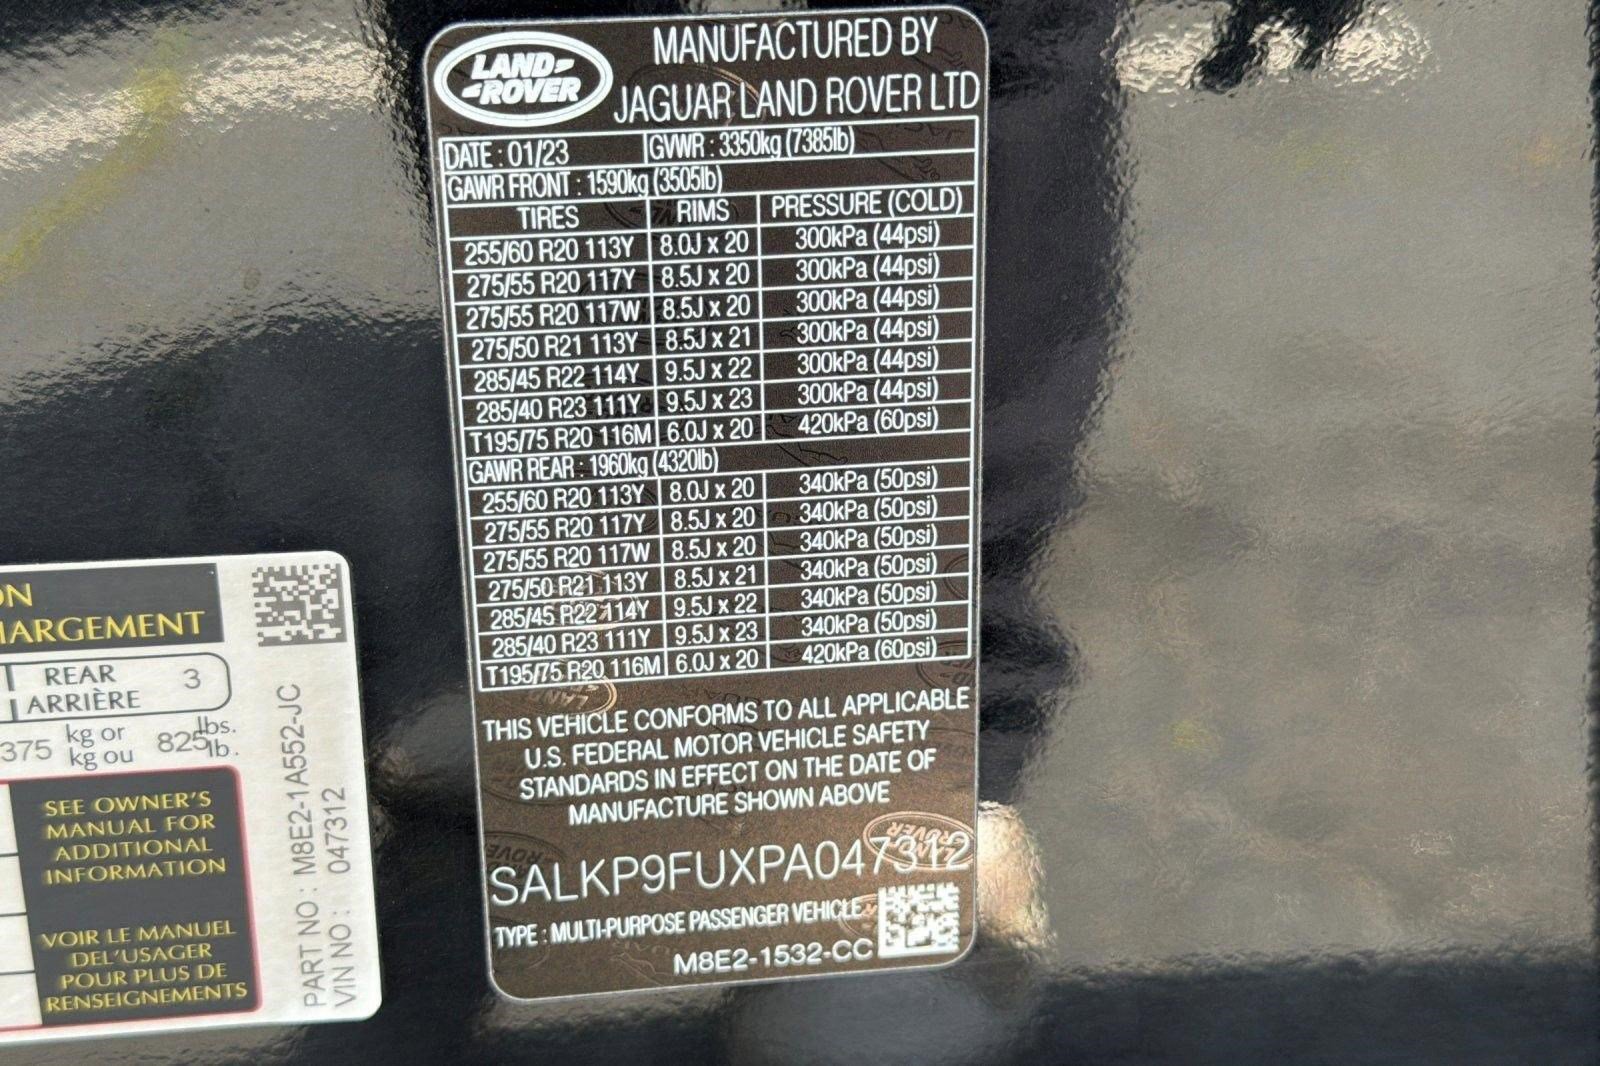 LAND-
-ROVER
MANUFACTURED BY
JAGUAR LAND ROVER LTD
DATE : 01/23 GVWR : 3350kg (7385lb)
GAWR FRONT : 1590kg (3505lb)
TIRES RIMS PRESSURE (COLD)
255/60 R20 113Y 8.0J x 20 300kPa (44psi)
275/55 R20 117Y 8.5J x 20 300kPa (44psi)
275/55 R20 117W 8.5J x 20 300kPa (44psi)
275/50 R21 113Y 8.5J x 21 300kPa (44psi)
285/45 R22 114Y 9.5J x 22 300kPa (44psi)
285/40 R23 111Y 9.5J x 23 300kPa (44psi)
T195/75 R20 116M 6.0J x 20 420kPa (60psi)
GAWR REAR : 1960kg (4320lb)
255/60 R20 113Y 8.0J x 20 340kPa (50psi)
275/55 R20 117Y 8.5J x 20 340kPa (50psi)
275/55 R20 117W 8.5J x 20 340kPa (50psi)
275/50 R21 113Y 8.5J x 21 340kPa (50psi)
285/45 R22 114Y 9.5J x 22 340kPa (50psi)
285/40 R23 111Y 9.5J x 23 340kPa (50psi)
T195/75 R20 116M 6.0J x 20 420kPa (60psi)
THIS VEHICLE CONFORMS TO ALL APPLICABLE
U.S. FEDERAL MOTOR VEHICLE SAFETY
STANDARDS IN EFFECT ON THE DATE OF
MANUFACTURE SHOWN ABOVE
SALKP9FUXPA047312
TYPE : MULTI-PURPOSE PASSENGER VEHICLE
M8E2-1532-CC
ON
HARGEMENT
REAR 3
ARRIÈRE
375 kg or 825 lbs.
kg ou lb.
SEE OWNER'S
MANUAL FOR
ADDITIONAL
INFORMATION
VOIR LE MANUEL
DEL'USAGER
POUR PLUS DE
RENSEIGNEMENTS
PART NO : M8E2-1A552-JC
VIN NO : 047312